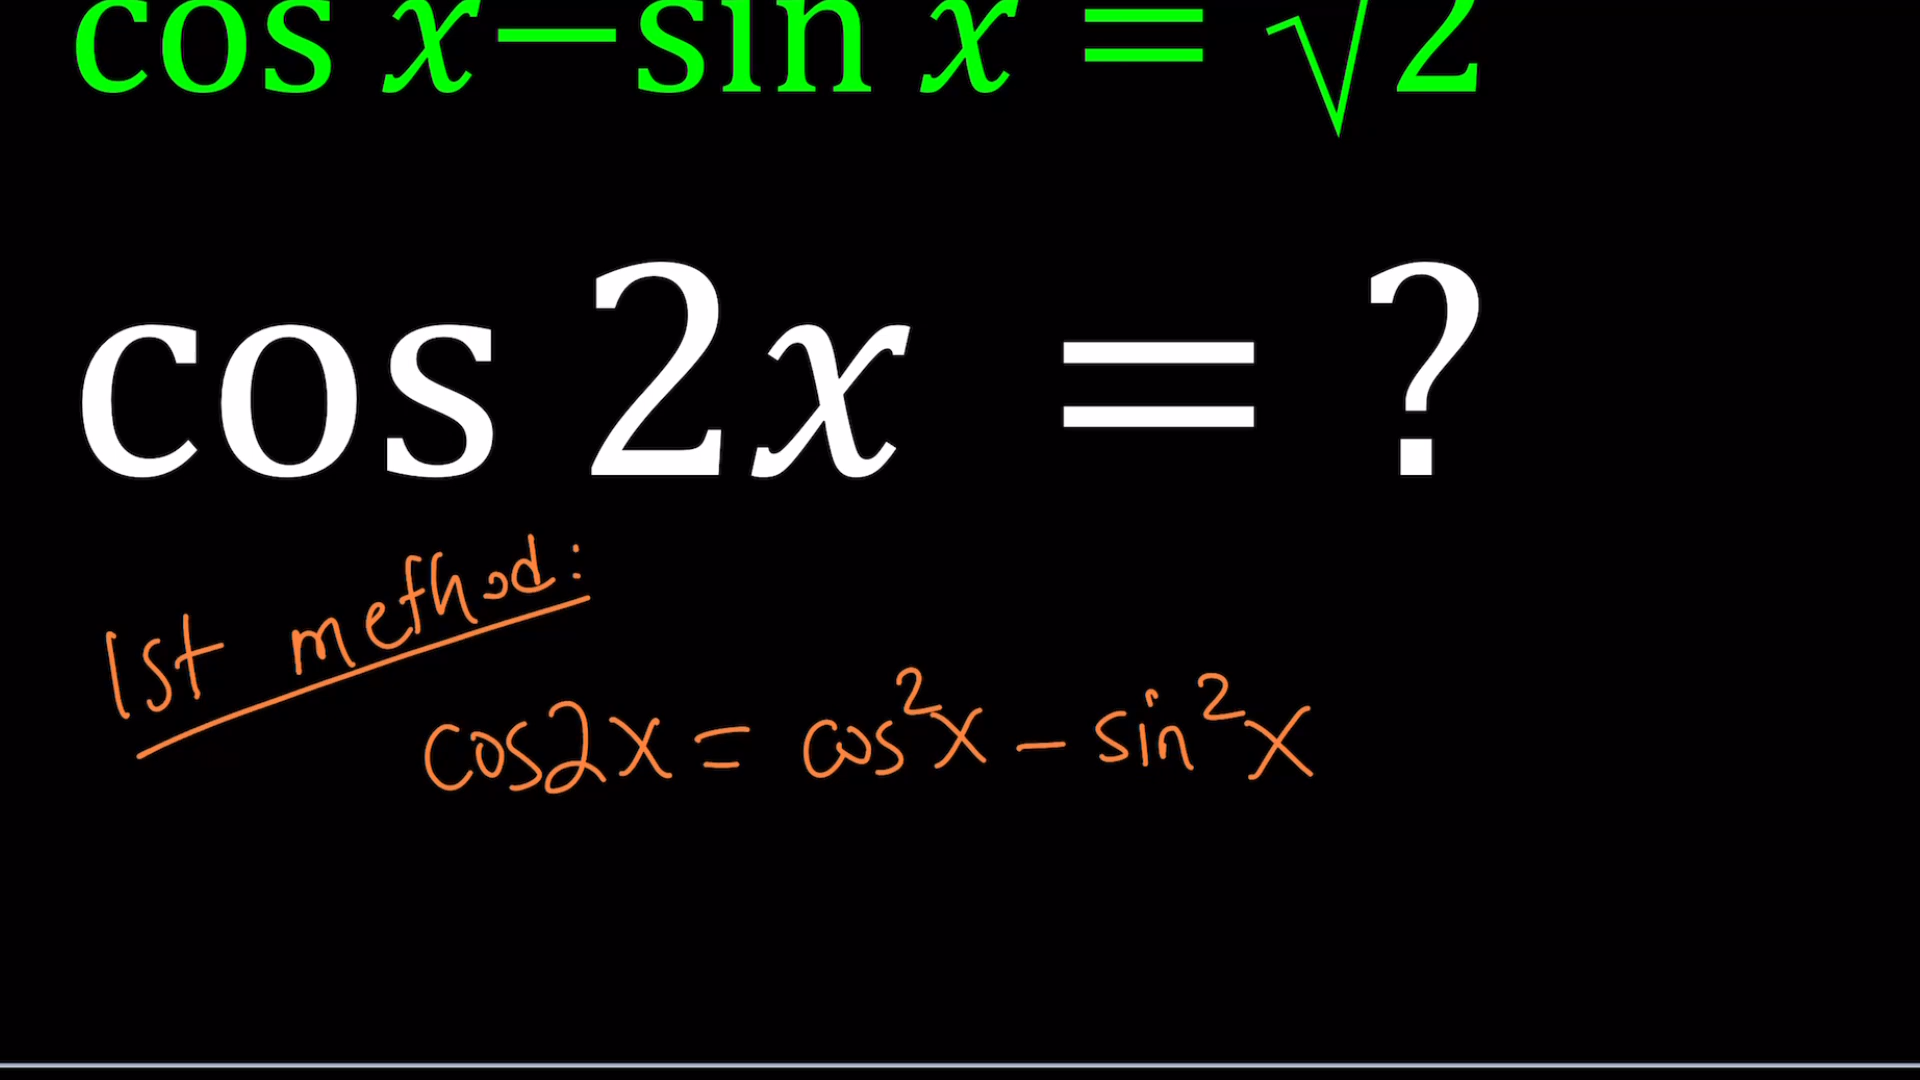 cos x−sin x = √2
cos 2x = ?
1st method:
cos2x = cos²x − sin²x